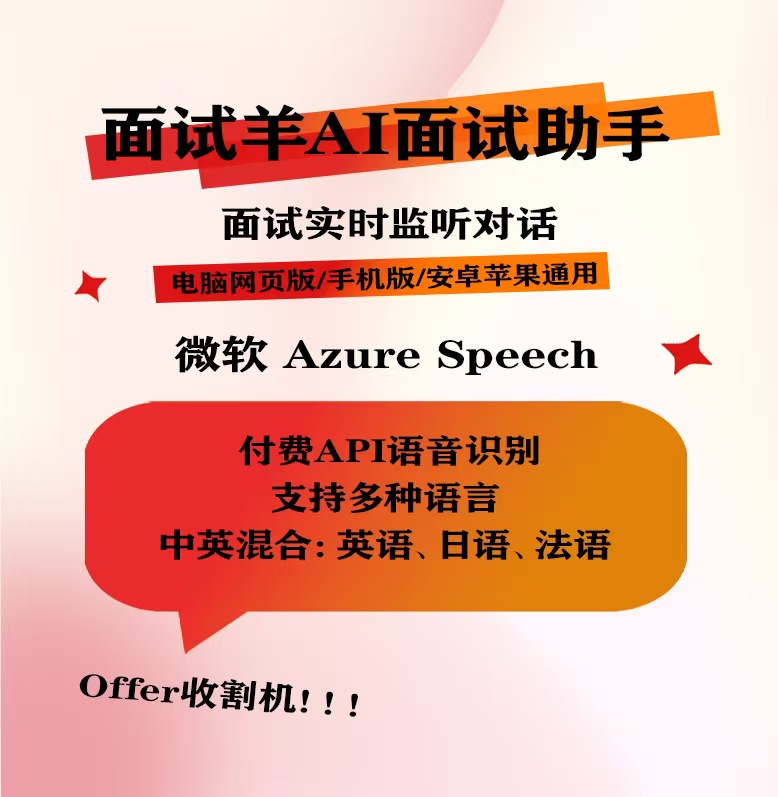 面试羊AI面试助手
面试实时监听对话
电脑网页版/手机版/安卓苹果通用
微软 Azure Speech
付费API语音识别
支持多种语言
中英混合：英语、日语、法语
Offer收割机！！！